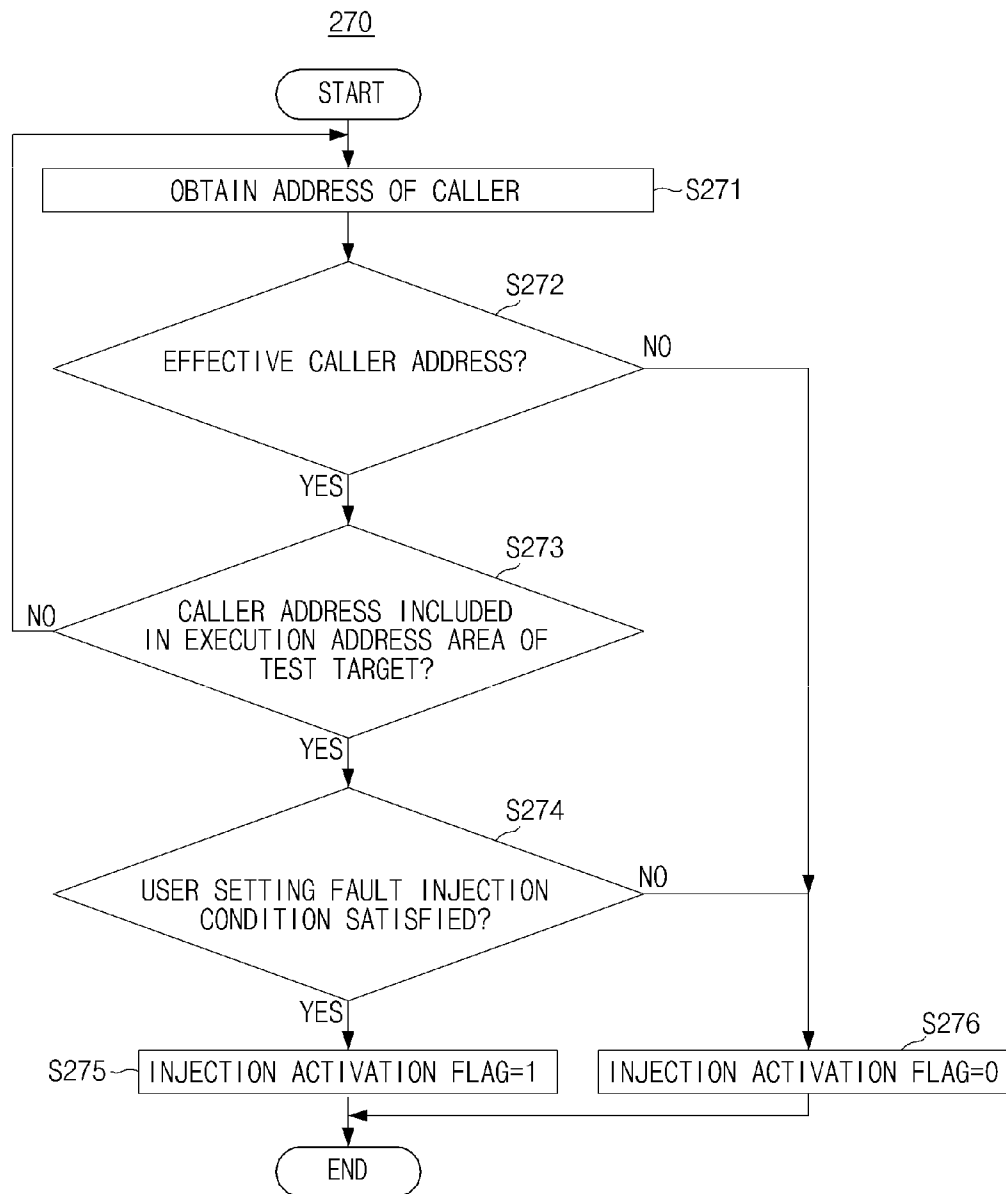 270
START
OBTAIN ADDRESS OF CALLER
S271
S272
EFFECTIVE CALLER ADDRESS?
NO
YES
S273
NO
CALLER ADDRESS INCLUDED
IN EXECUTION ADDRESS AREA OF
TEST TARGET?
YES
S274
USER SETTING FAULT INJECTION
CONDITION SATISFIED?
NO
YES
S275
INJECTION ACTIVATION FLAG=1
S276
INJECTION ACTIVATION FLAG=0
END